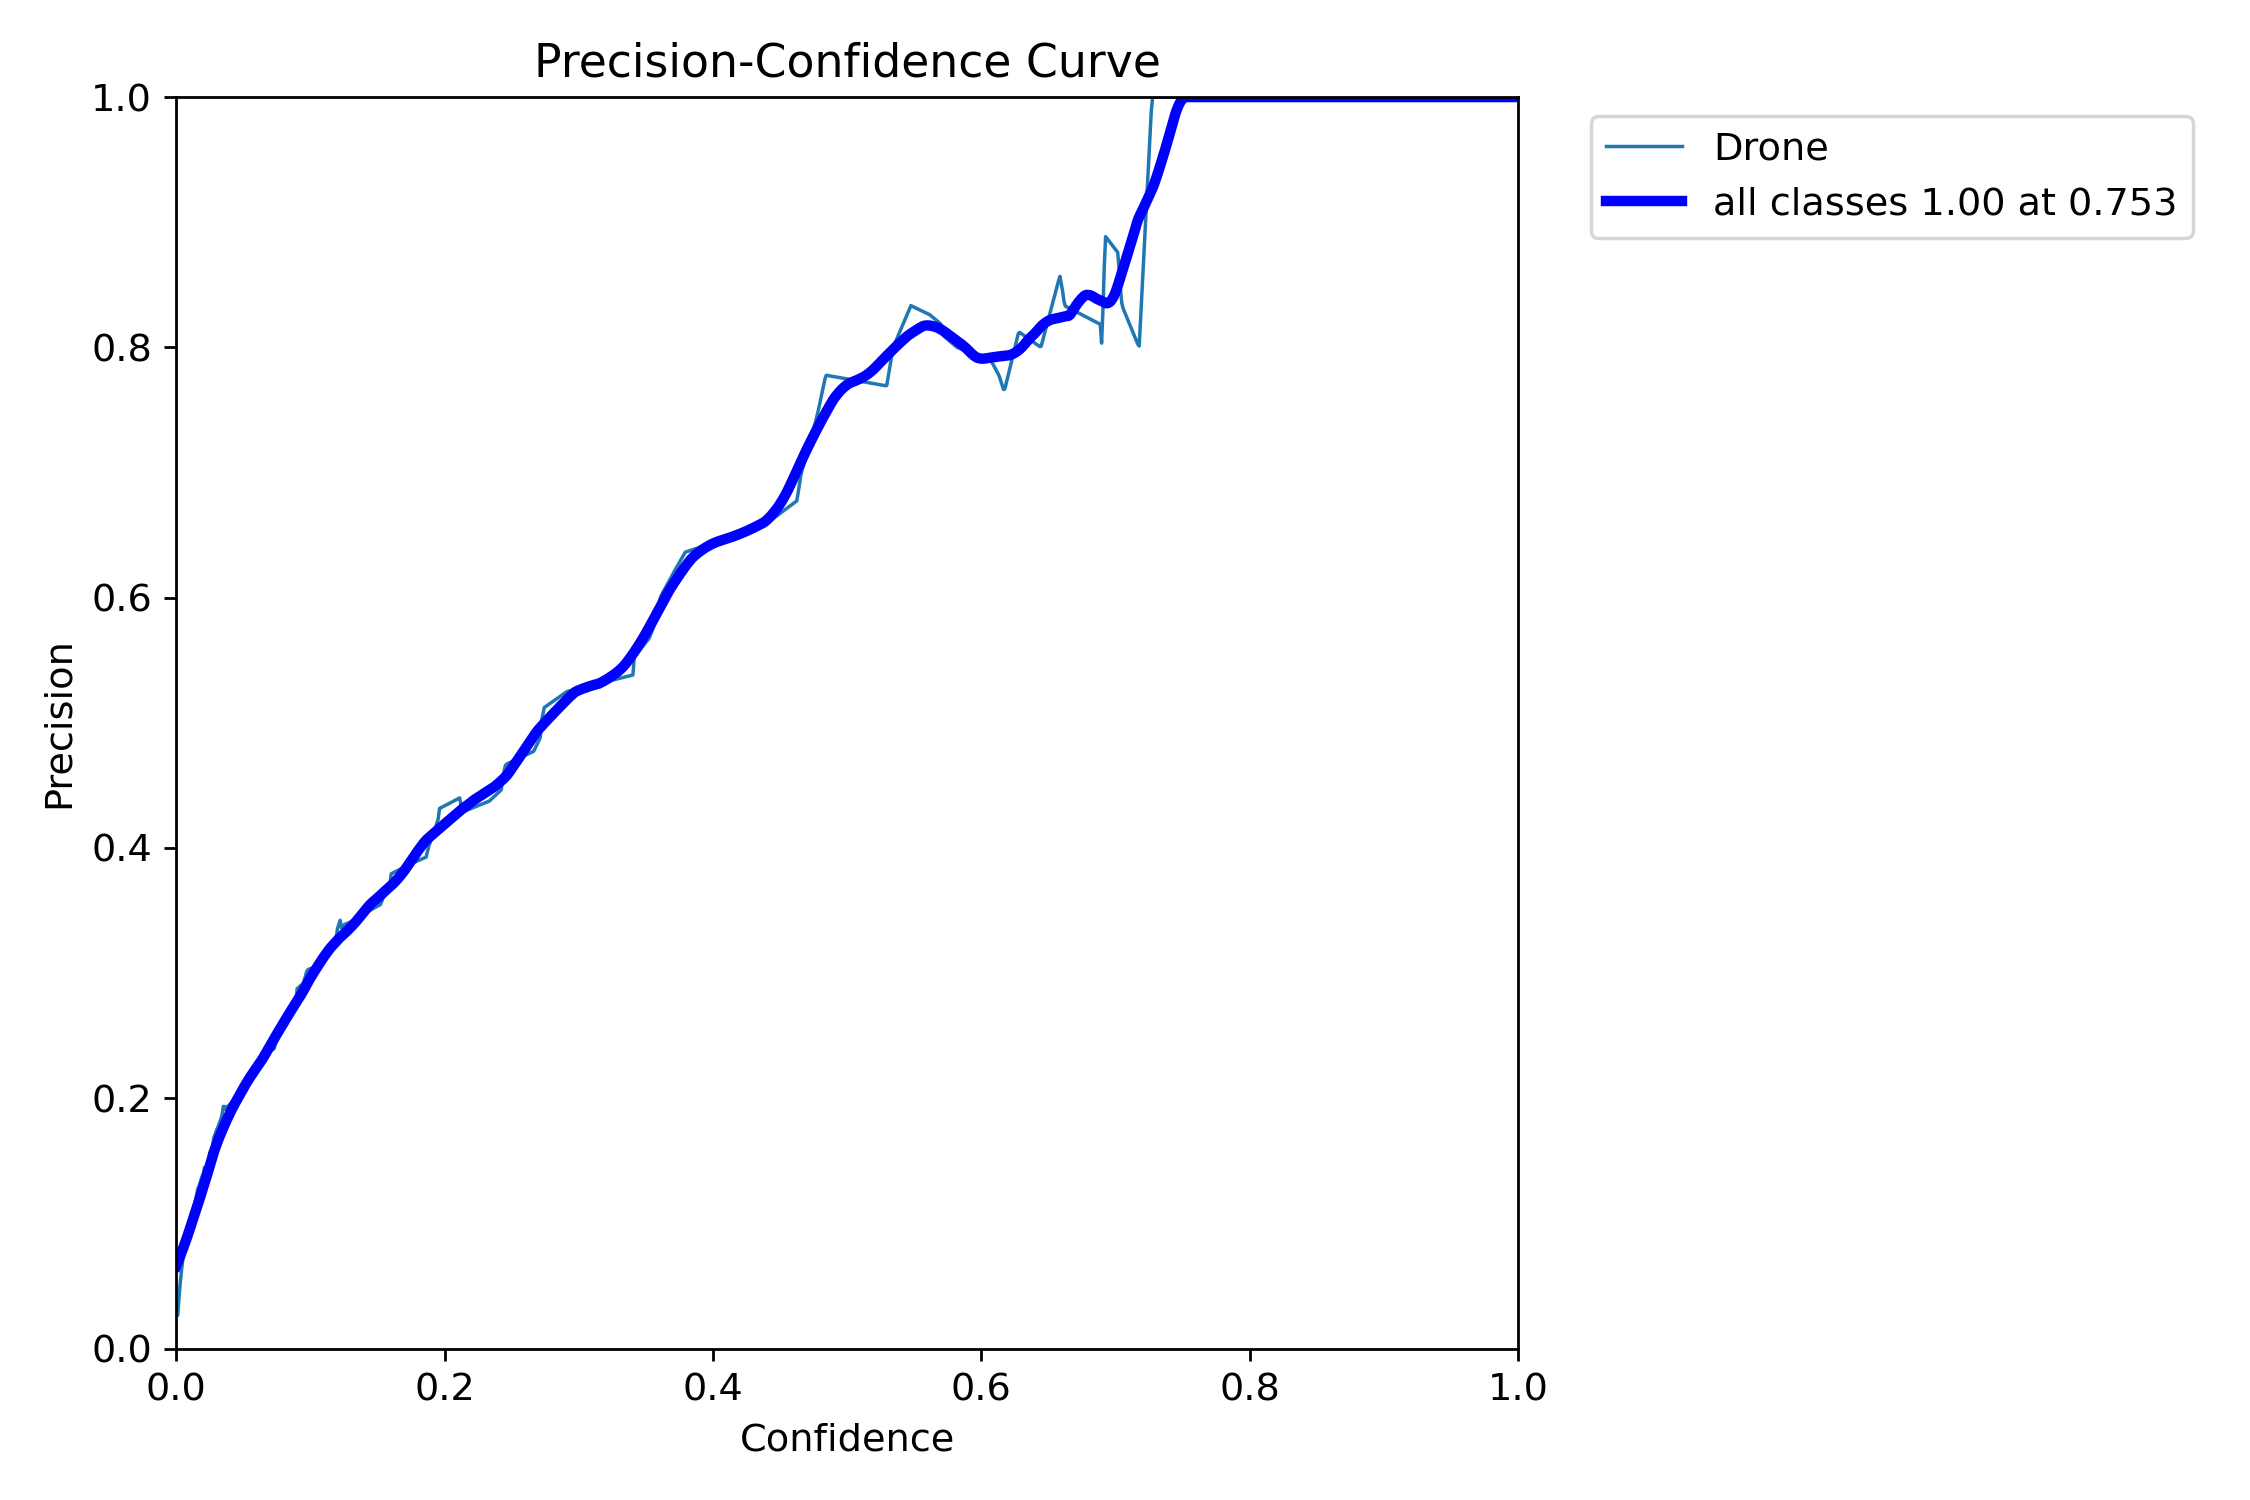 Precision-Confidence Curve
1.0
0.8
0.6
0.4
0.2
0.0
Precision
0.0 0.2 0.4 0.6 0.8 1.0
Confidence
Drone
all classes 1.00 at 0.753